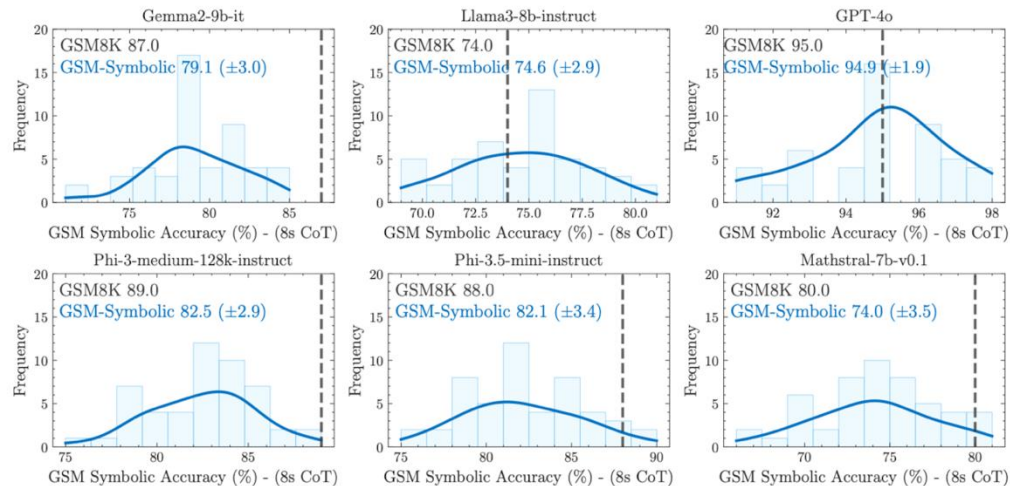 Gemma2-9b-it
20
15
10
5
0
Frequency
GSM8K 87.0
GSM-Symbolic 79.1 (±3.0)
75 80 85
GSM Symbolic Accuracy (%) - (8s CoT)
Llama3-8b-instruct
20
15
10
5
0
Frequency
GSM8K 74.0
GSM-Symbolic 74.6 (±2.9)
70.0 72.5 75.0 77.5 80.0
GSM Symbolic Accuracy (%) - (8s CoT)
GPT-4o
20
15
10
5
0
Frequency
GSM8K 95.0
GSM-Symbolic 94.9 (±1.9)
92 94 96 98
GSM Symbolic Accuracy (%) - (8s CoT)
Phi-3-medium-128k-instruct
20
15
10
5
0
Frequency
GSM8K 89.0
GSM-Symbolic 82.5 (±2.9)
75 80 85
GSM Symbolic Accuracy (%) - (8s CoT)
Phi-3.5-mini-instruct
20
15
10
5
0
Frequency
GSM8K 88.0
GSM-Symbolic 82.1 (±3.4)
75 80 85 90
GSM Symbolic Accuracy (%) - (8s CoT)
Mathstral-7b-v0.1
20
15
10
5
0
Frequency
GSM8K 80.0
GSM-Symbolic 74.0 (±3.5)
70 75 80
GSM Symbolic Accuracy (%) - (8s CoT)